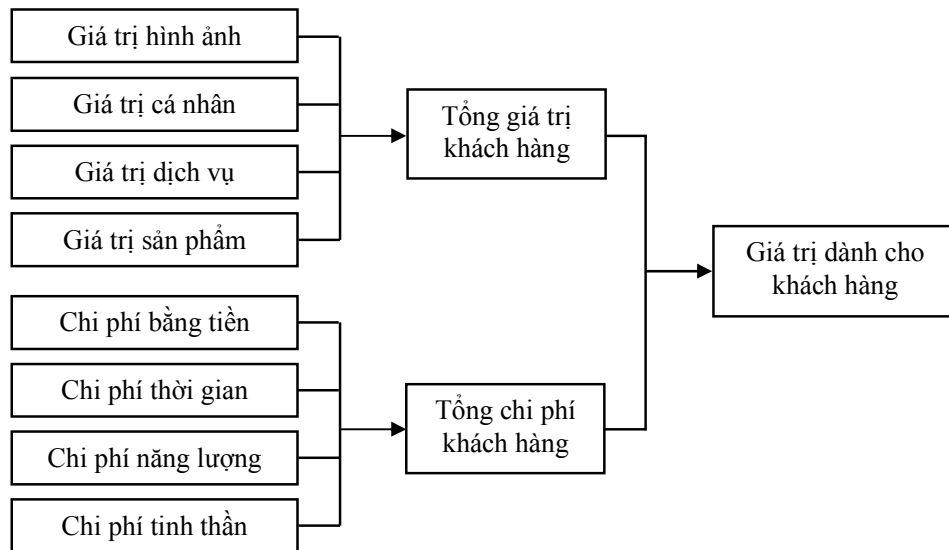 Giá trị hình ảnh
Giá trị cá nhân
Giá trị dịch vụ
Giá trị sản phẩm
Tổng giá trị
khách hàng
Chi phí bằng tiền
Chi phí thời gian
Chi phí năng lượng
Chi phí tinh thần
Tổng chi phí
khách hàng
Giá trị dành cho
khách hàng